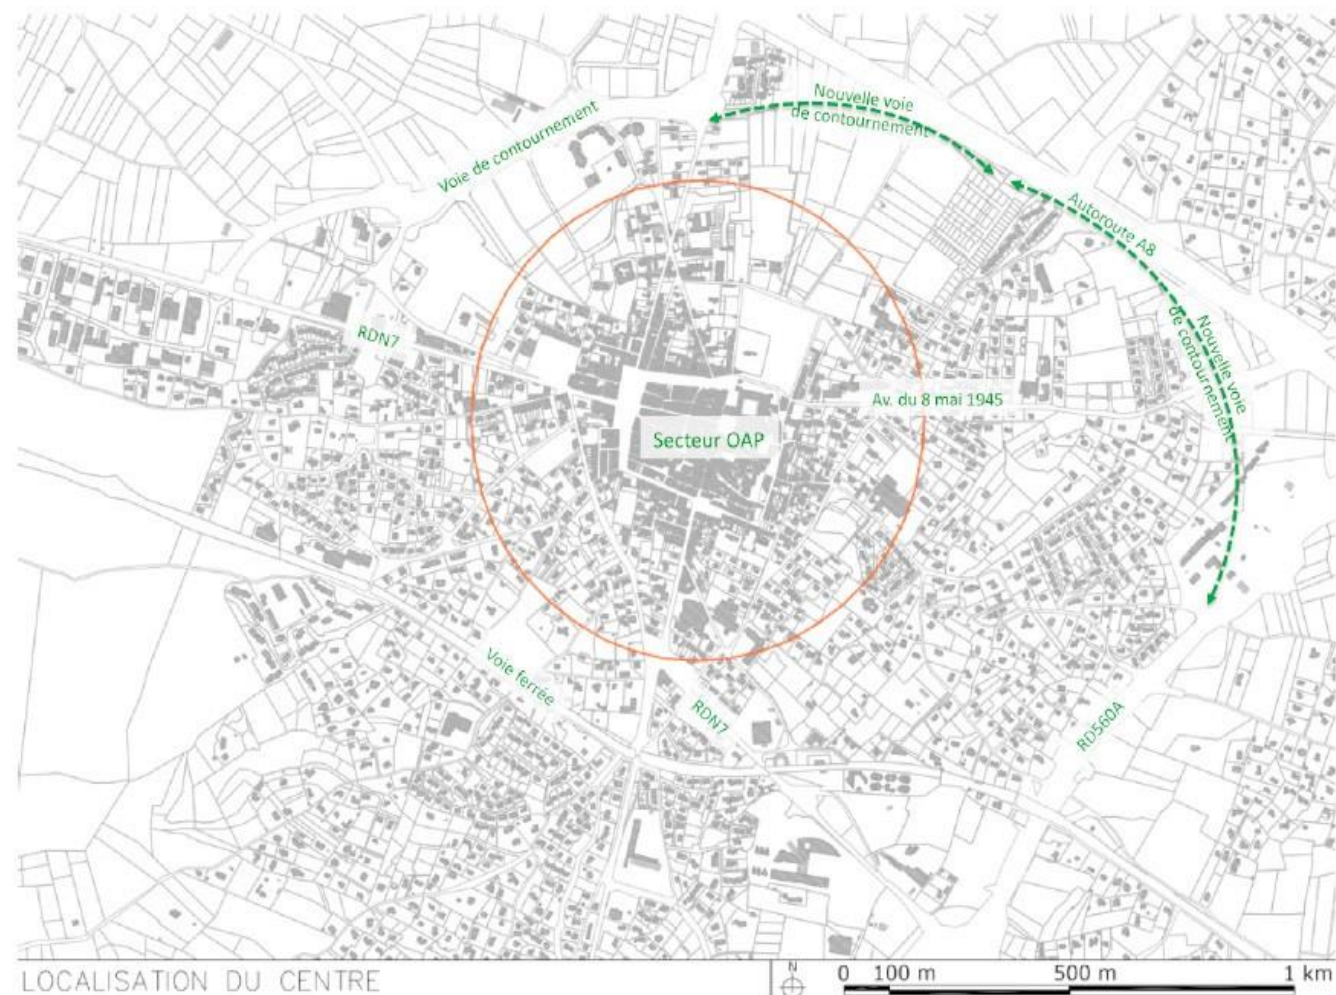 Nouvelle voie
de contournement
Voie de contournement
Autoroute A8
Nouvelle voie
de contournement
RDN7
Av. du 8 mai 1945
Secteur OAP
Voie ferrée
RDN7
RD560A
LOCALISATION DU CENTRE
N
0 100 m 500 m 1 km